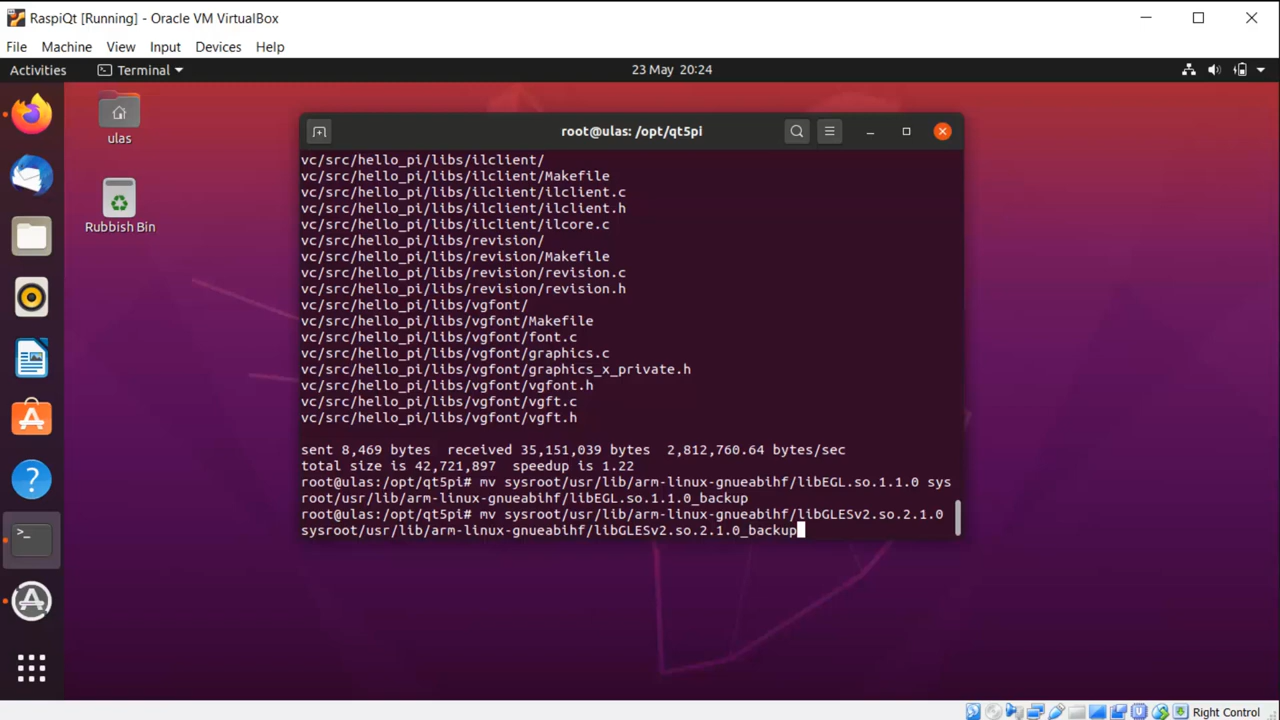 RaspiQt [Running] - Oracle VM VirtualBox
File Machine View Input Devices Help
Activities Terminal 23 May 20:24
ulas
Rubbish Bin
root@ulas: /opt/qt5pi
vc/src/hello_pi/libs/ilclient/
vc/src/hello_pi/libs/ilclient/Makefile
vc/src/hello_pi/libs/ilclient/ilclient.c
vc/src/hello_pi/libs/ilclient/ilclient.h
vc/src/hello_pi/libs/ilclient/ilcore.c
vc/src/hello_pi/libs/revision/
vc/src/hello_pi/libs/revision/Makefile
vc/src/hello_pi/libs/revision/revision.c
vc/src/hello_pi/libs/revision/revision.h
vc/src/hello_pi/libs/vgfont/
vc/src/hello_pi/libs/vgfont/Makefile
vc/src/hello_pi/libs/vgfont/font.c
vc/src/hello_pi/libs/vgfont/graphics.c
vc/src/hello_pi/libs/vgfont/graphics_x_private.h
vc/src/hello_pi/libs/vgfont/vgfont.h
vc/src/hello_pi/libs/vgfont/vgft.c
vc/src/hello_pi/libs/vgfont/vgft.h
sent 8,469 bytes  received 35,151,039 bytes  2,812,760.64 bytes/sec
total size is 42,721,897  speedup is 1.22
root@ulas:/opt/qt5pi# mv sysroot/usr/lib/arm-linux-gnueabihf/libEGL.so.1.1.0 sys
root/usr/lib/arm-linux-gnueabihf/libEGL.so.1.1.0_backup
root@ulas:/opt/qt5pi# mv sysroot/usr/lib/arm-linux-gnueabihf/libGLESv2.so.2.1.0
sysroot/usr/lib/arm-linux-gnueabihf/libGLESv2.so.2.1.0_backup
Right Control